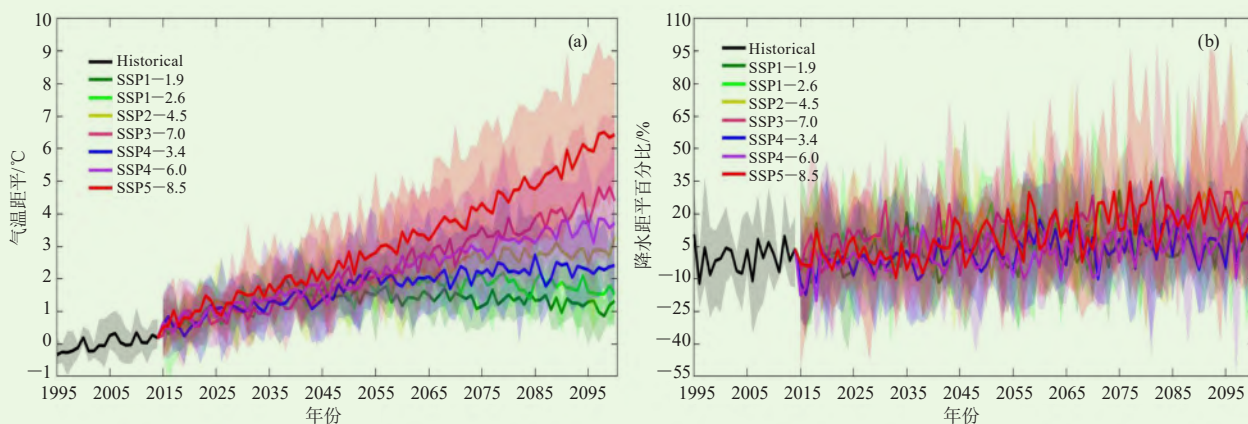 10
9
8
7
6
5
4
3
2
1
0
−1
气温距平/℃
(a)
Historical
SSP1−1.9
SSP1−2.6
SSP2−4.5
SSP3−7.0
SSP4−3.4
SSP4−6.0
SSP5−8.5
1995 2005 2015 2025 2035 2045 2055 2065 2075 2085 2095
年份
110
95
80
65
50
35
20
5
−10
−25
−40
−55
降水距平百分比/%
(b)
Historical
SSP1−1.9
SSP1−2.6
SSP2−4.5
SSP3−7.0
SSP4−3.4
SSP4−6.0
SSP5−8.5
1995 2005 2015 2025 2035 2045 2055 2065 2075 2085
年份